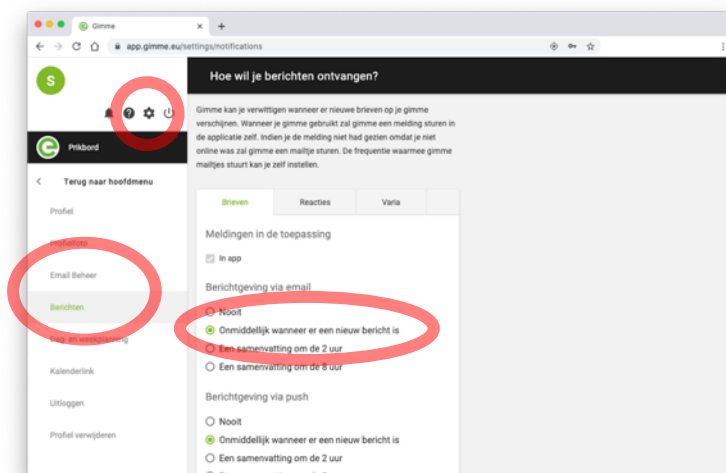 Gimme
app.gimme.eu/settings/notifications
S
Hoe wil je berichten ontvangen?
Gimme kan je verwittigen wanneer er nieuwe brieven op je gimme
verschijnen. Wanneer je gimme gebruikt zal gimme een melding sturen in
de applicatie zelf. Indien je de melding niet had gezien omdat je niet
online was zal gimme een mailtje sturen. De frequentie waarmee gimme
mailtjes stuurt kan je zelf instellen.
Prikbord
Terug naar hoofdmenu
Profiel
Profielfoto
Email Beheer
Berichten
Dag- en weekplanning
Kalenderlink
Uitloggen
Profiel verwijderen
Brieven Reacties Varia
Meldingen in de toepassing
In app
Berichtgeving via email
Nooit
Onmiddellijk wanneer er een nieuw bericht is
Een samenvatting om de 2 uur
Een samenvatting om de 8 uur
Berichtgeving via push
Nooit
Onmiddellijk wanneer er een nieuw bericht is
Een samenvatting om de 2 uur